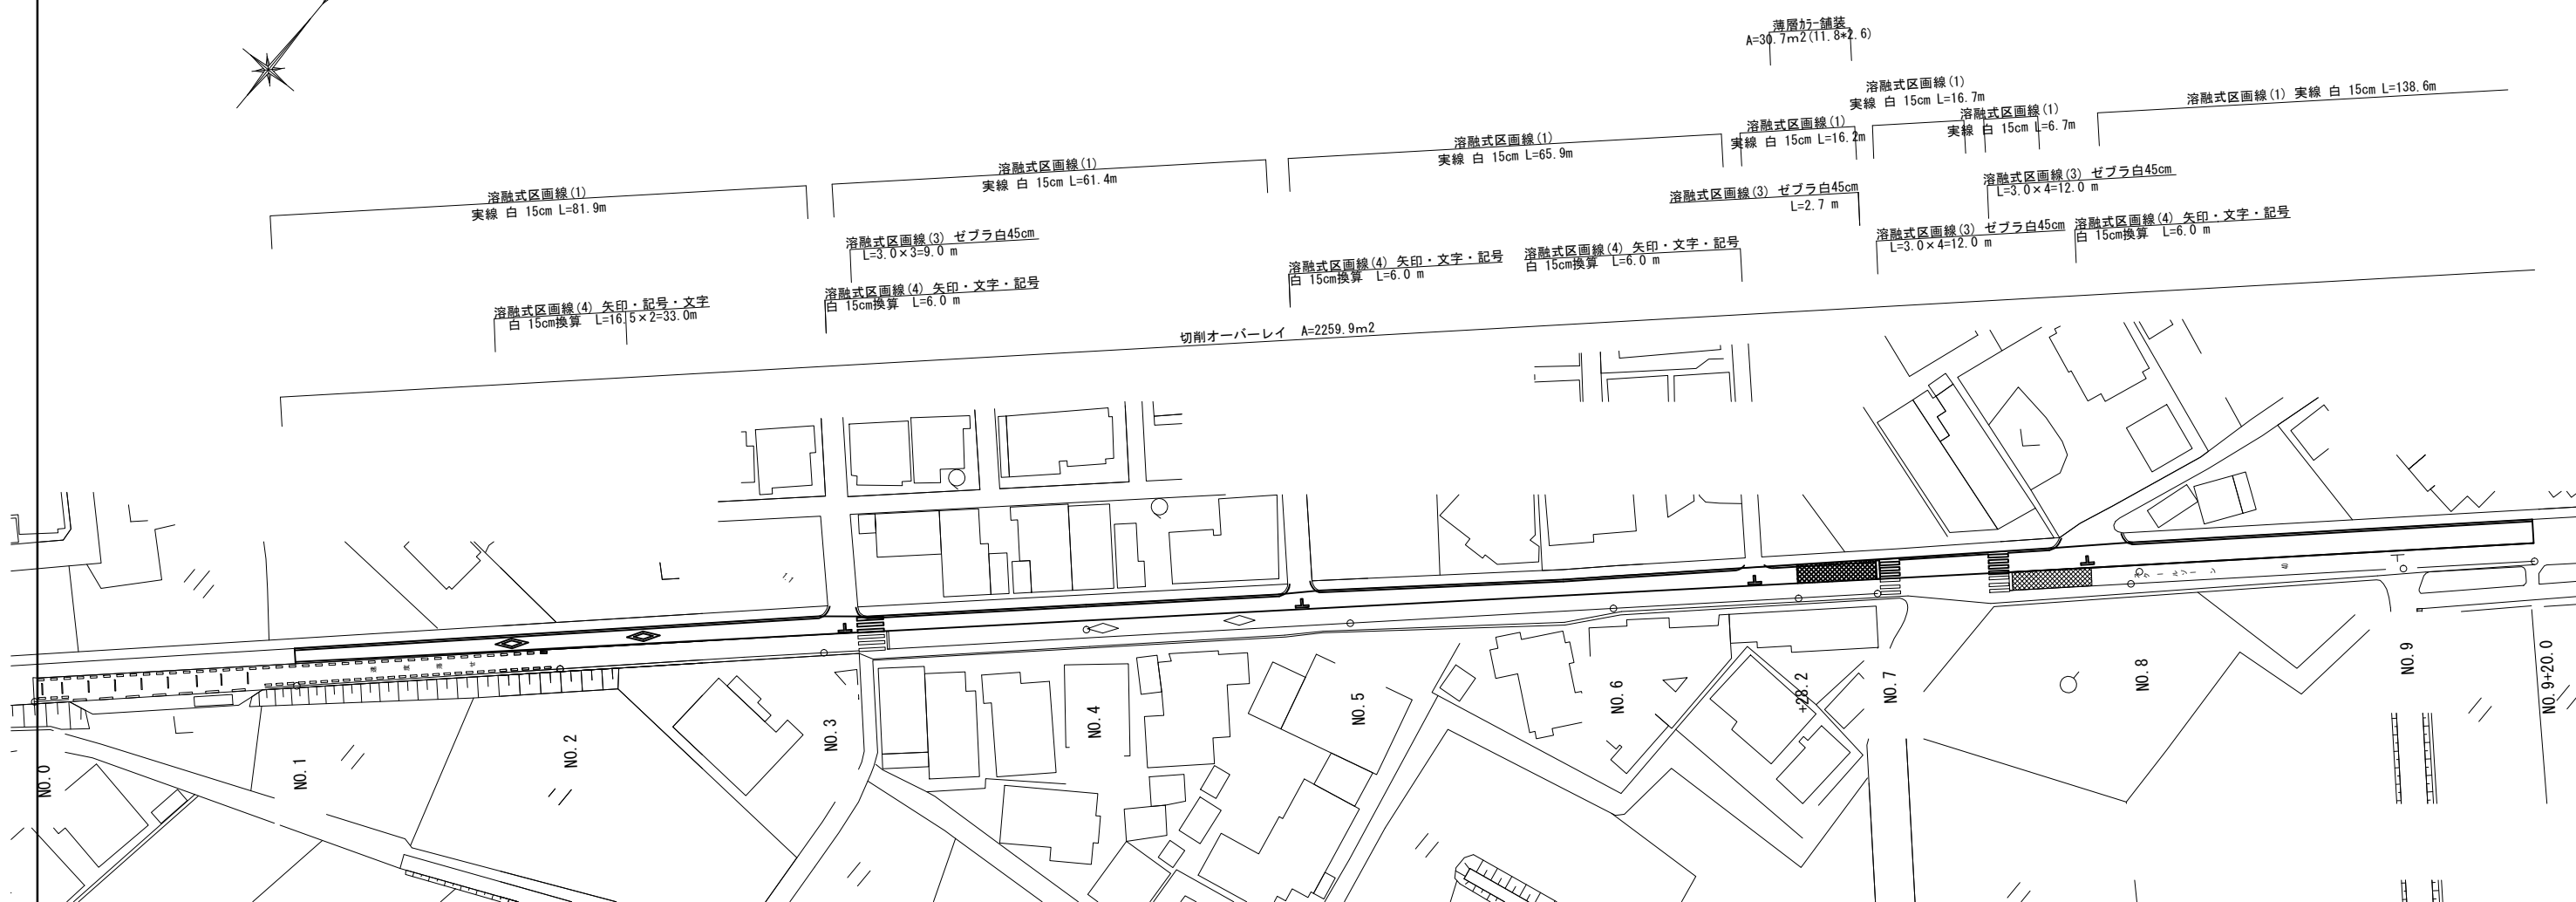 薄層ｶﾗｰ舗装
A=30.7m2(11.8*2.6)
溶融式区画線(1)
実線 白 15cm L=16.7m
溶融式区画線(1) 実線 白 15cm L=138.6m
溶融式区画線(1)
実線 白 15cm L=6.7m
溶融式区画線(1)
実線 白 15cm L=16.2m
溶融式区画線(1)
実線 白 15cm L=65.9m
溶融式区画線(1)
実線 白 15cm L=61.4m
溶融式区画線(1)
実線 白 15cm L=81.9m
溶融式区画線(3) ゼブラ白45cm
L=3.0×4=12.0 m
溶融式区画線(3) ゼブラ白45cm
L=2.7 m
溶融式区画線(4) 矢印・文字・記号
白 15cm換算 L=6.0 m
溶融式区画線(3) ゼブラ白45cm
L=3.0×4=12.0 m
溶融式区画線(3) ゼブラ白45cm
L=3.0×3=9.0 m
溶融式区画線(4) 矢印・文字・記号
白 15cm換算 L=6.0 m
溶融式区画線(4) 矢印・文字・記号
白 15cm換算 L=6.0 m
溶融式区画線(4) 矢印・文字・記号
白 15cm換算 L=6.0 m
溶融式区画線(4) 矢印・記号・文字
白 15cm換算 L=16.5×2=33.0m
切削オーバーレイ A=2259.9m2
NO.0
NO.1
NO.2
NO.3
NO.4
NO.5
NO.6
+28.2
NO.7
NO.8
NO.9
NO.9+20.0